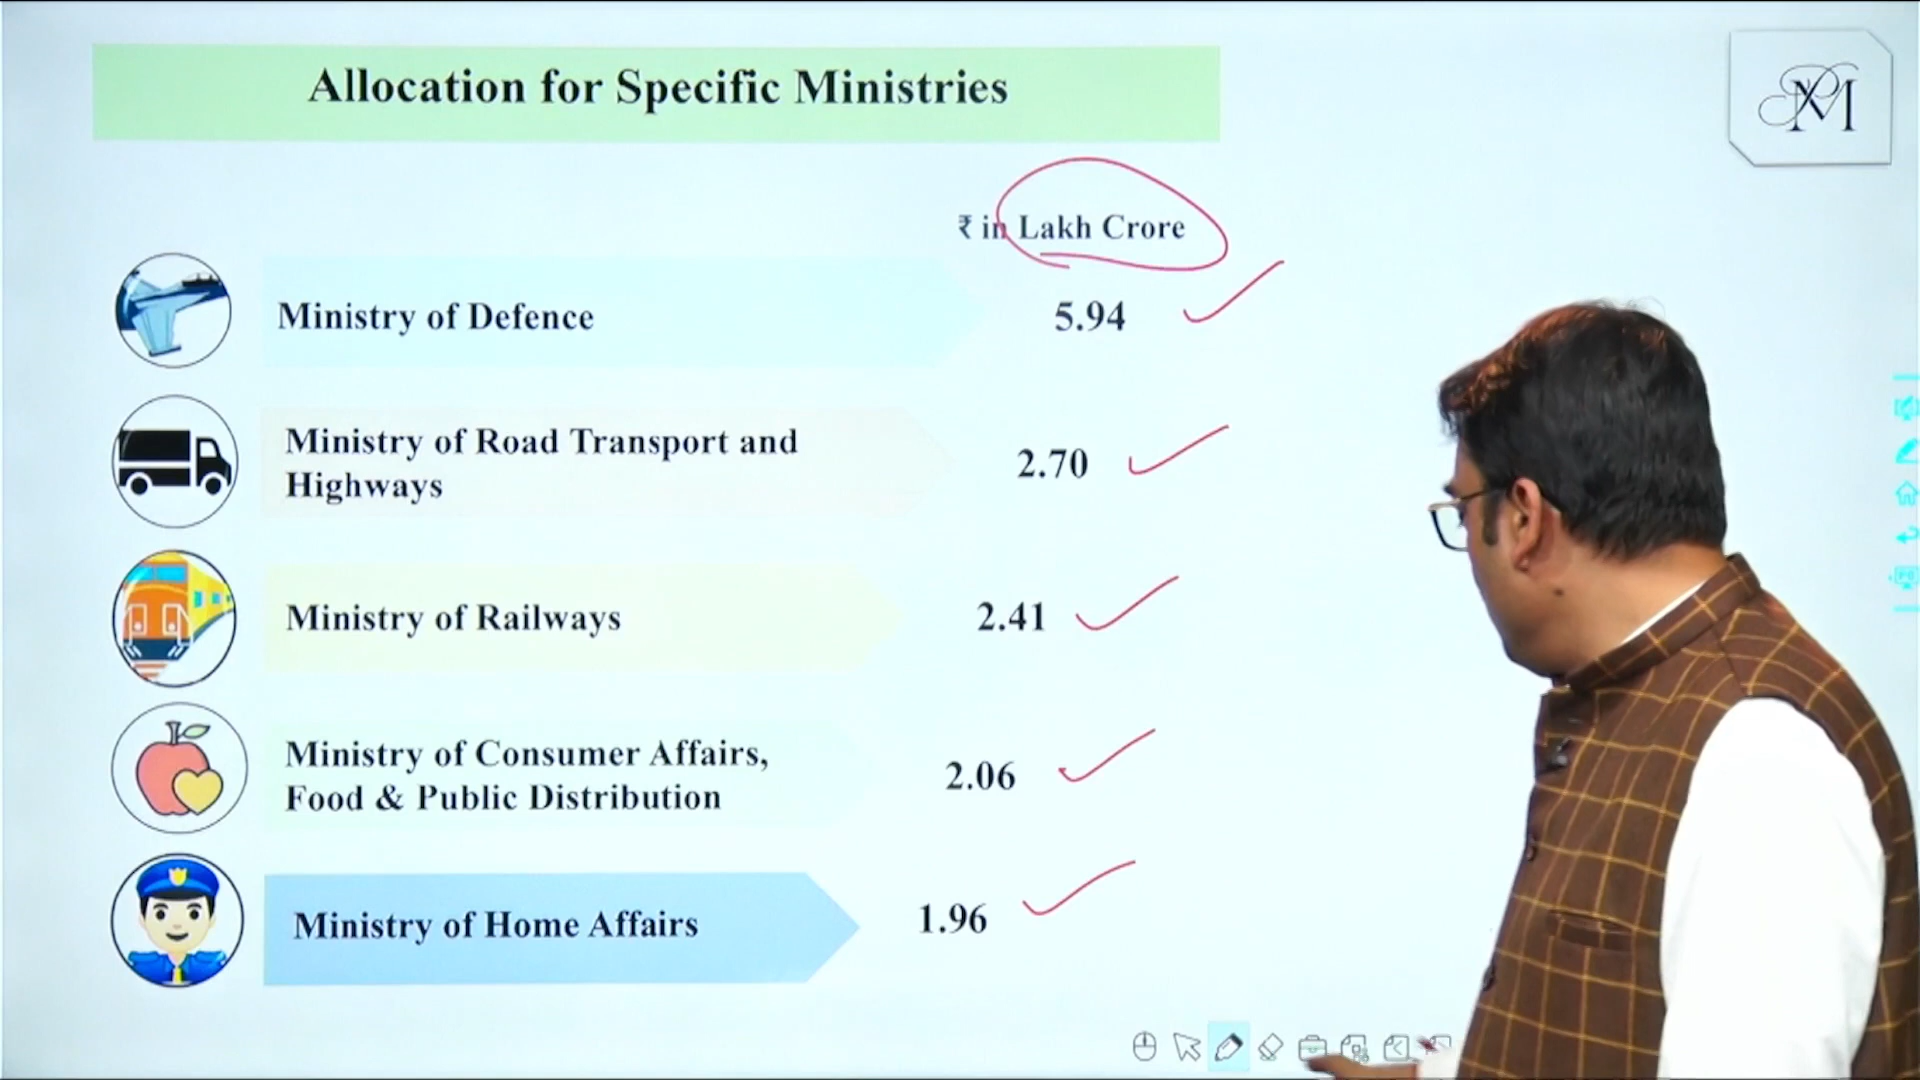 Allocation for Specific Ministries
₹ in Lakh Crore
Ministry of Defence
5.94
Ministry of Road Transport and
Highways
2.70
Ministry of Railways
2.41
Ministry of Consumer Affairs,
Food & Public Distribution
2.06
Ministry of Home Affairs
1.96